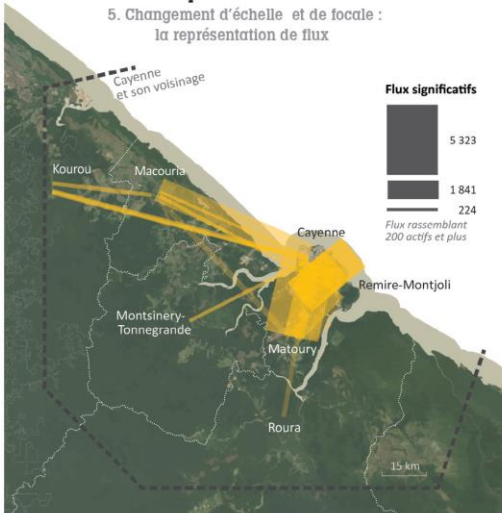 5. Changement d'échelle et de focale :
la représentation de flux
Cayenne
et son voisinage
Flux significatifs
5 323
1 841
224
Flux rassemblant
200 actifs et plus
Kourou
Macouria
Cayenne
Remire-Montjoli
Montsinery-
Tonnegrande
Matoury
Roura
15 km